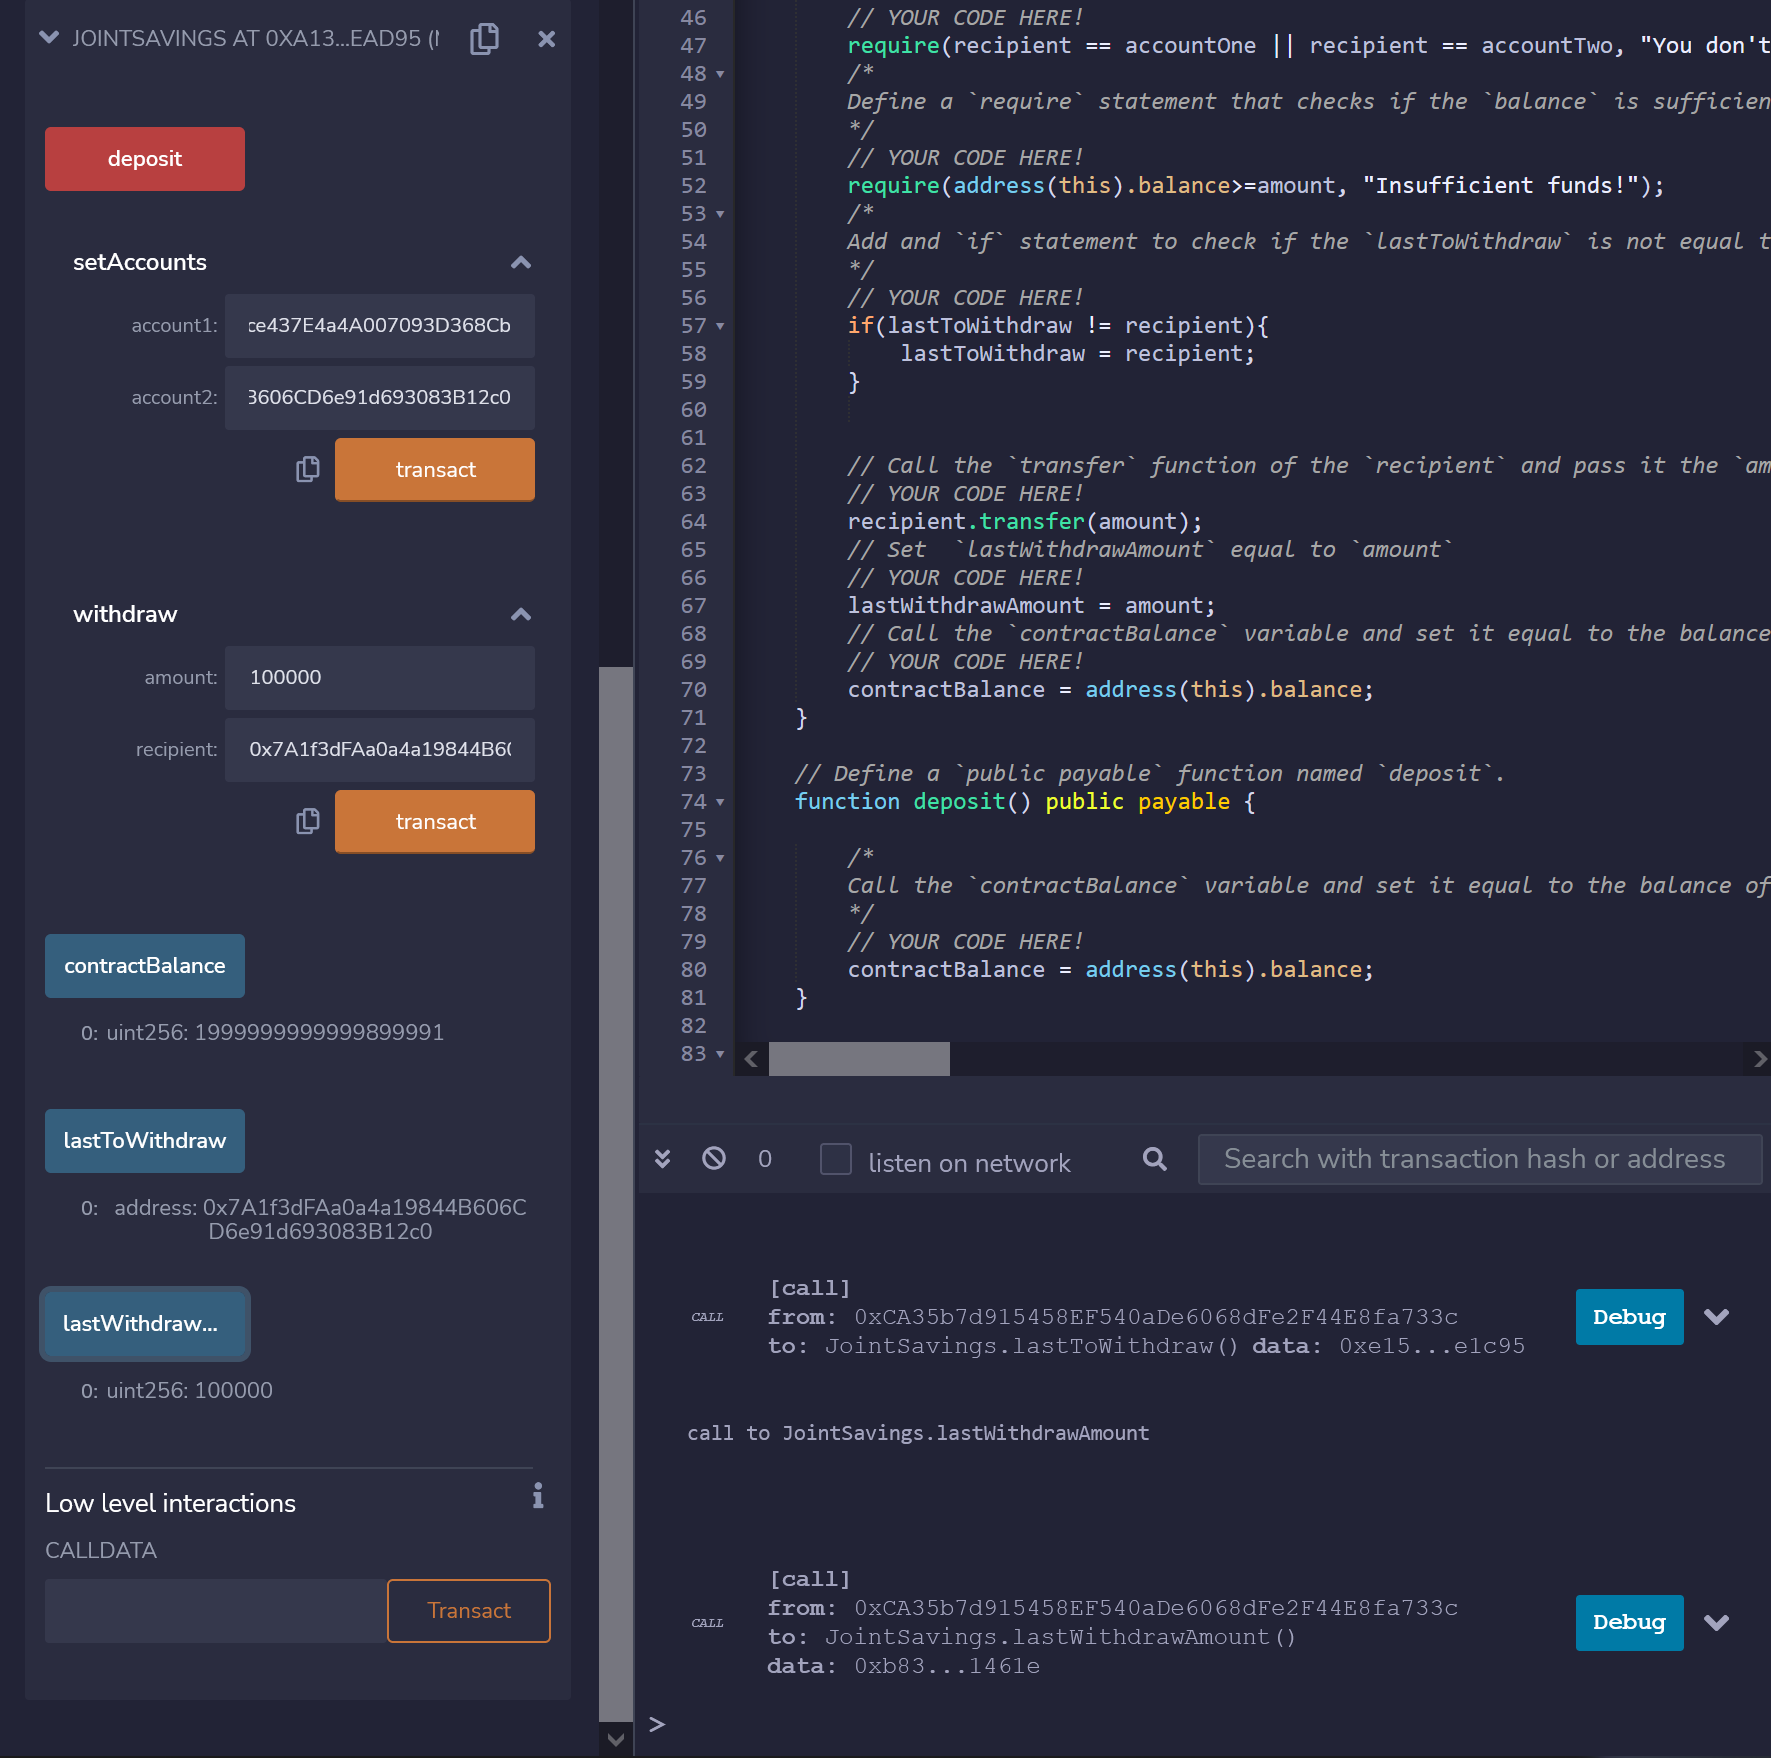 JOINTSAVINGS AT 0XA13...EAD95 (
deposit
setAccounts
account1: ce437E4a4A007093D368Cb
account2: 3606CD6e91d693083B12c0
transact
withdraw
amount: 100000
recipient: 0x7A1f3dFAa0a4a19844B60
transact
contractBalance
0: uint256: 1999999999999899991
lastToWithdraw
0: address: 0x7A1f3dFAa0a4a19844B606C
D6e91d693083B12c0
lastWithdraw...
0: uint256: 100000
Low level interactions
CALLDATA
Transact
46 // YOUR CODE HERE!
47 require(recipient == accountOne || recipient == accountTwo, "You don't
48 /*
49 Define a `require` statement that checks if the `balance` is sufficien
50 */
51 // YOUR CODE HERE!
52 require(address(this).balance>=amount, "Insufficient funds!");
53 /*
54 Add and `if` statement to check if the `lastToWithdraw` is not equal t
55 */
56 // YOUR CODE HERE!
57 if(lastToWithdraw != recipient){
58 lastToWithdraw = recipient;
59 }
60
61
62 // Call the `transfer` function of the `recipient` and pass it the `am
63 // YOUR CODE HERE!
64 recipient.transfer(amount);
65 // Set  `lastWithdrawAmount` equal to `amount`
66 // YOUR CODE HERE!
67 lastWithdrawAmount = amount;
68 // Call the `contractBalance` variable and set it equal to the balance
69 // YOUR CODE HERE!
70 contractBalance = address(this).balance;
71 }
72
73 // Define a `public payable` function named `deposit`.
74 function deposit() public payable {
75
76 /*
77 Call the `contractBalance` variable and set it equal to the balance of
78 */
79 // YOUR CODE HERE!
80 contractBalance = address(this).balance;
81 }
82
83
0 listen on network Search with transaction hash or address
[call]
CALL from: 0xCA35b7d915458EF540aDe6068dFe2F44E8fa733c Debug
to: JointSavings.lastToWithdraw() data: 0xe15...e1c95
call to JointSavings.lastWithdrawAmount
[call]
from: 0xCA35b7d915458EF540aDe6068dFe2F44E8fa733c
CALL Debug
to: JointSavings.lastWithdrawAmount()
data: 0xb83...1461e
>